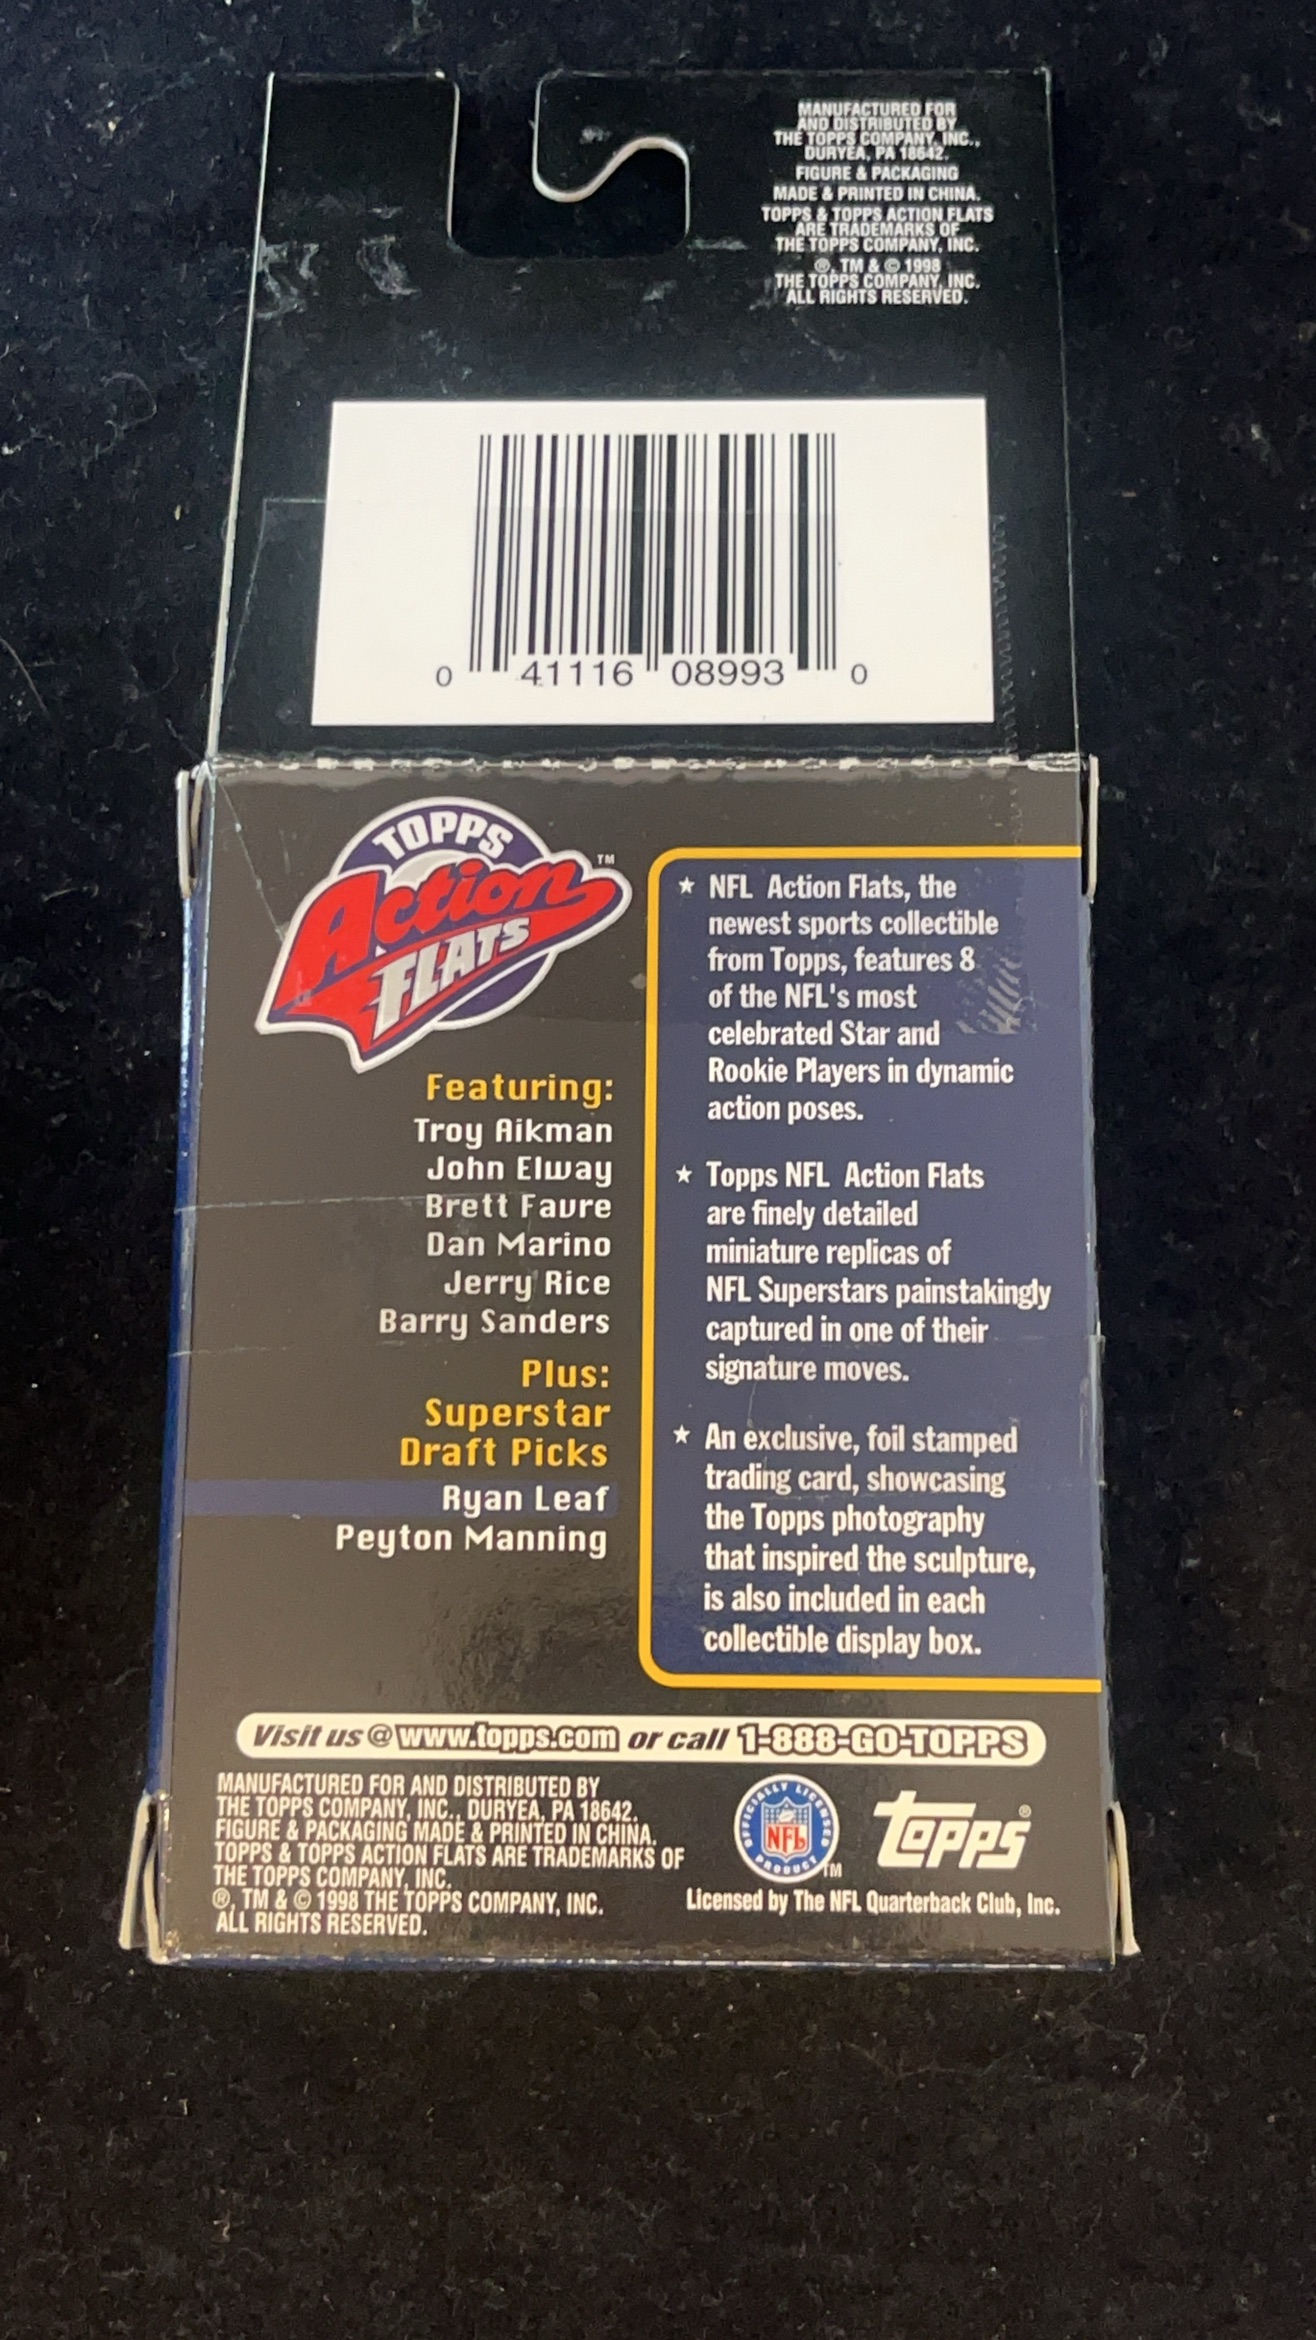 MANUFACTURED FOR
AND DISTRIBUTED BY
THE TOPPS COMPANY, INC.,
DURYEA, PA 18642.
FIGURE & PACKAGING
MADE & PRINTED IN CHINA.
TOPPS & TOPPS ACTION FLATS
ARE TRADEMARKS OF
THE TOPPS COMPANY, INC.
®, TM & © 1998
THE TOPPS COMPANY, INC.
ALL RIGHTS RESERVED.
0 41116 08993 0
TOPPS
Action ™
FLATS
Featuring:
Troy Aikman
John Elway
Brett Favre
Dan Marino
Jerry Rice
Barry Sanders
Plus:
Superstar
Draft Picks
Ryan Leaf
Peyton Manning
★ NFL Action Flats, the
newest sports collectible
from Topps, features 8
of the NFL's most
celebrated Star and
Rookie Players in dynamic
action poses.
★ Topps NFL Action Flats
are finely detailed
miniature replicas of
NFL Superstars painstakingly
captured in one of their
signature moves.
★ An exclusive, foil stamped
trading card, showcasing
the Topps photography
that inspired the sculpture,
is also included in each
collectible display box.
Visit us @ www.topps.com or call 1-888-GO-TOPPS
MANUFACTURED FOR AND DISTRIBUTED BY
THE TOPPS COMPANY, INC., DURYEA, PA 18642.
FIGURE & PACKAGING MADE & PRINTED IN CHINA.
TOPPS & TOPPS ACTION FLATS ARE TRADEMARKS OF
THE TOPPS COMPANY, INC.
®, TM & © 1998 THE TOPPS COMPANY, INC.
ALL RIGHTS RESERVED.
OFFICIALLY LICENSED
NFL
PRODUCT TM
Topps ®
Licensed by The NFL Quarterback Club, Inc.